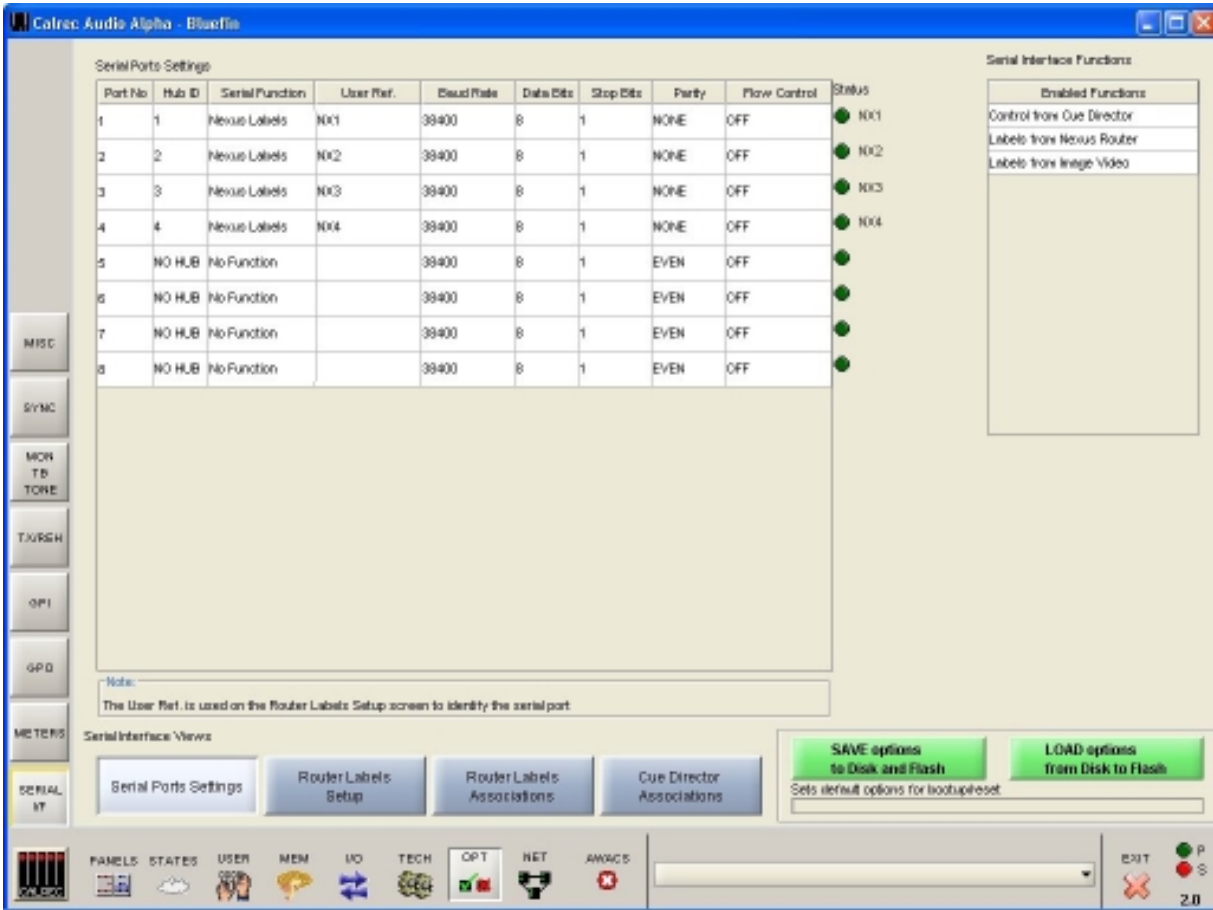 Calrec Audio Alpha - Bluefin
Serial Ports Settings
Port No Hub ID Serial Function User Ref. Baud Rate Data Bits Stop Bits Parity Flow Control Status
1 1 Nexus Labels NX1 38400 8 1 NONE OFF NX1
2 2 Nexus Labels NX2 38400 8 1 NONE OFF NX2
3 3 Nexus Labels NX3 38400 8 1 NONE OFF NX3
4 4 Nexus Labels NX4 38400 8 1 NONE OFF NX4
5 NO HUB No Function 38400 8 1 EVEN OFF
6 NO HUB No Function 38400 8 1 EVEN OFF
7 NO HUB No Function 38400 8 1 EVEN OFF
8 NO HUB No Function 38400 8 1 EVEN OFF
Serial Interface Functions
Enabled Functions
Control from Cue Director
Labels from Nexus Router
Labels from Image Video
MISC
SYNC
MON
TB
TONE
TX/REH
GPI
GPO
METERS
SERIAL
I/F
Note:
The User Ref. is used on the Router Labels Setup screen to identify the serial port
Serial Interface Views
Serial Ports Settings
Router Labels
Setup
Router Labels
Associations
Cue Director
Associations
SAVE options
to Disk and Flash
LOAD options
from Disk to Flash
Sets default options for bootup/reset
CALREC
PANELS STATES USER MEM I/O TECH OPT NET AWACS
EXIT
P
S
2.0